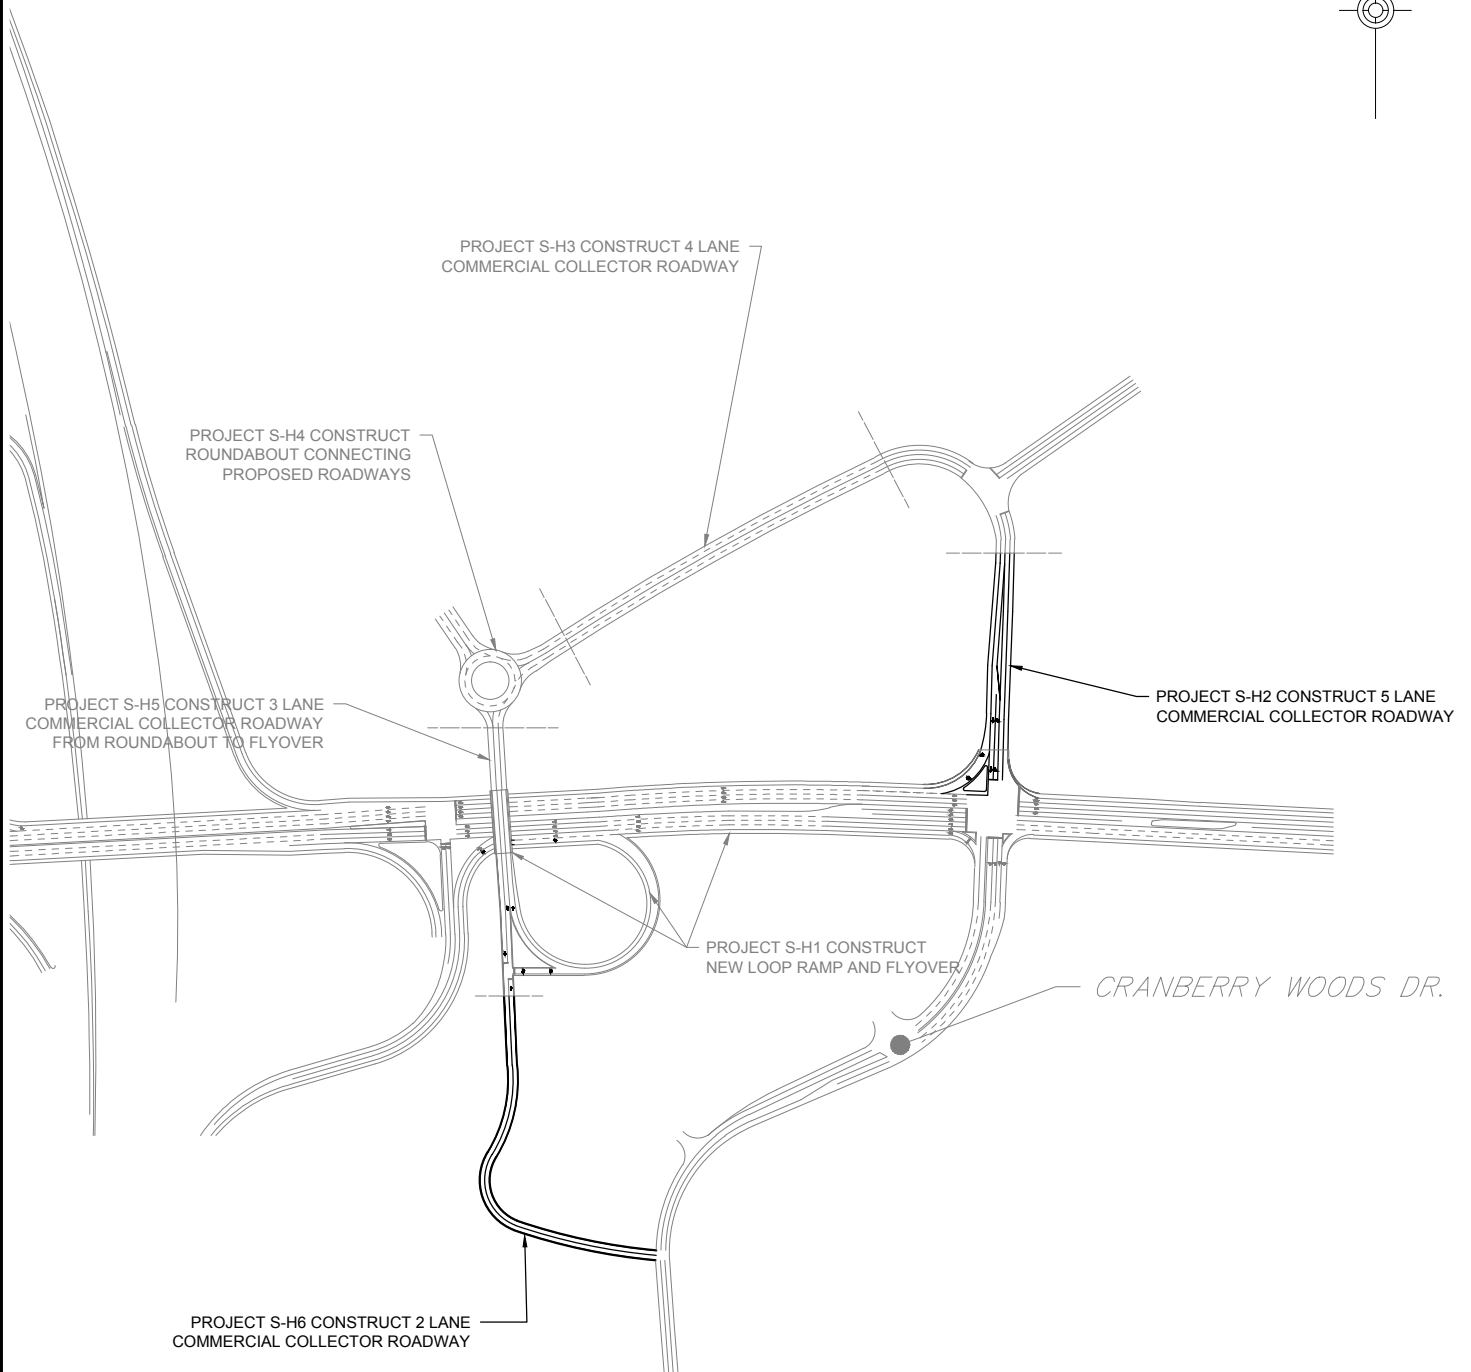 PROJECT S-H3 CONSTRUCT 4 LANE
COMMERCIAL COLLECTOR ROADWAY
PROJECT S-H4 CONSTRUCT
ROUNDABOUT CONNECTING
PROPOSED ROADWAYS
PROJECT S-H5 CONSTRUCT 3 LANE
COMMERCIAL COLLECTOR ROADWAY
FROM ROUNDABOUT TO FLYOVER
PROJECT S-H2 CONSTRUCT 5 LANE
COMMERCIAL COLLECTOR ROADWAY
PROJECT S-H1 CONSTRUCT
NEW LOOP RAMP AND FLYOVER
CRANBERRY WOODS DR.
PROJECT S-H6 CONSTRUCT 2 LANE
COMMERCIAL COLLECTOR ROADWAY